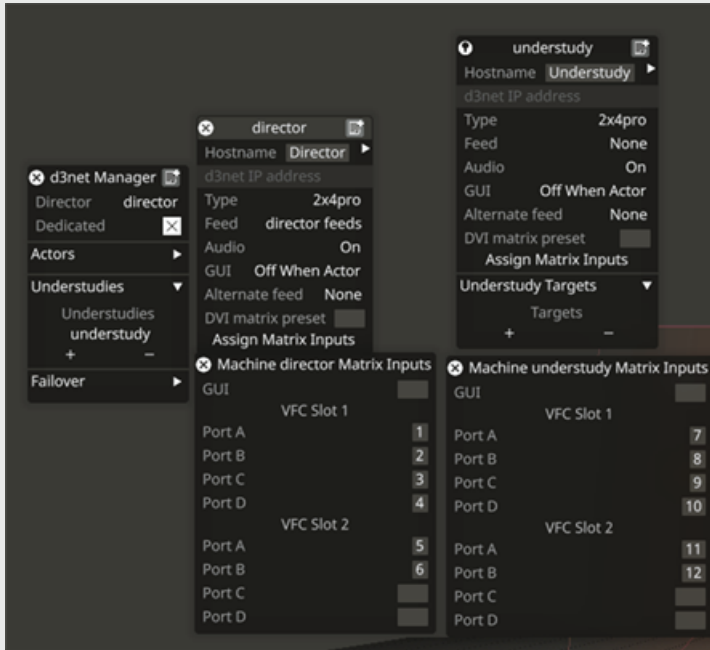 d3net Manager
Director director
Dedicated
Actors
Understudies
Understudies
understudy
+ −
Failover
director
Hostname Director
d3net IP address
Type 2x4pro
Feed director feeds
Audio On
GUI Off When Actor
Alternate feed None
DVI matrix preset
Assign Matrix Inputs
Machine director Matrix Inputs
GUI
VFC Slot 1
Port A 1
Port B 2
Port C 3
Port D 4
VFC Slot 2
Port A 5
Port B 6
Port C
Port D
understudy
Hostname Understudy
d3net IP address
Type 2x4pro
Feed None
Audio On
GUI Off When Actor
Alternate feed None
DVI matrix preset
Assign Matrix Inputs
Understudy Targets
Targets
+ −
Machine understudy Matrix Inputs
GUI
VFC Slot 1
Port A 7
Port B 8
Port C 9
Port D 10
VFC Slot 2
Port A 11
Port B 12
Port C
Port D